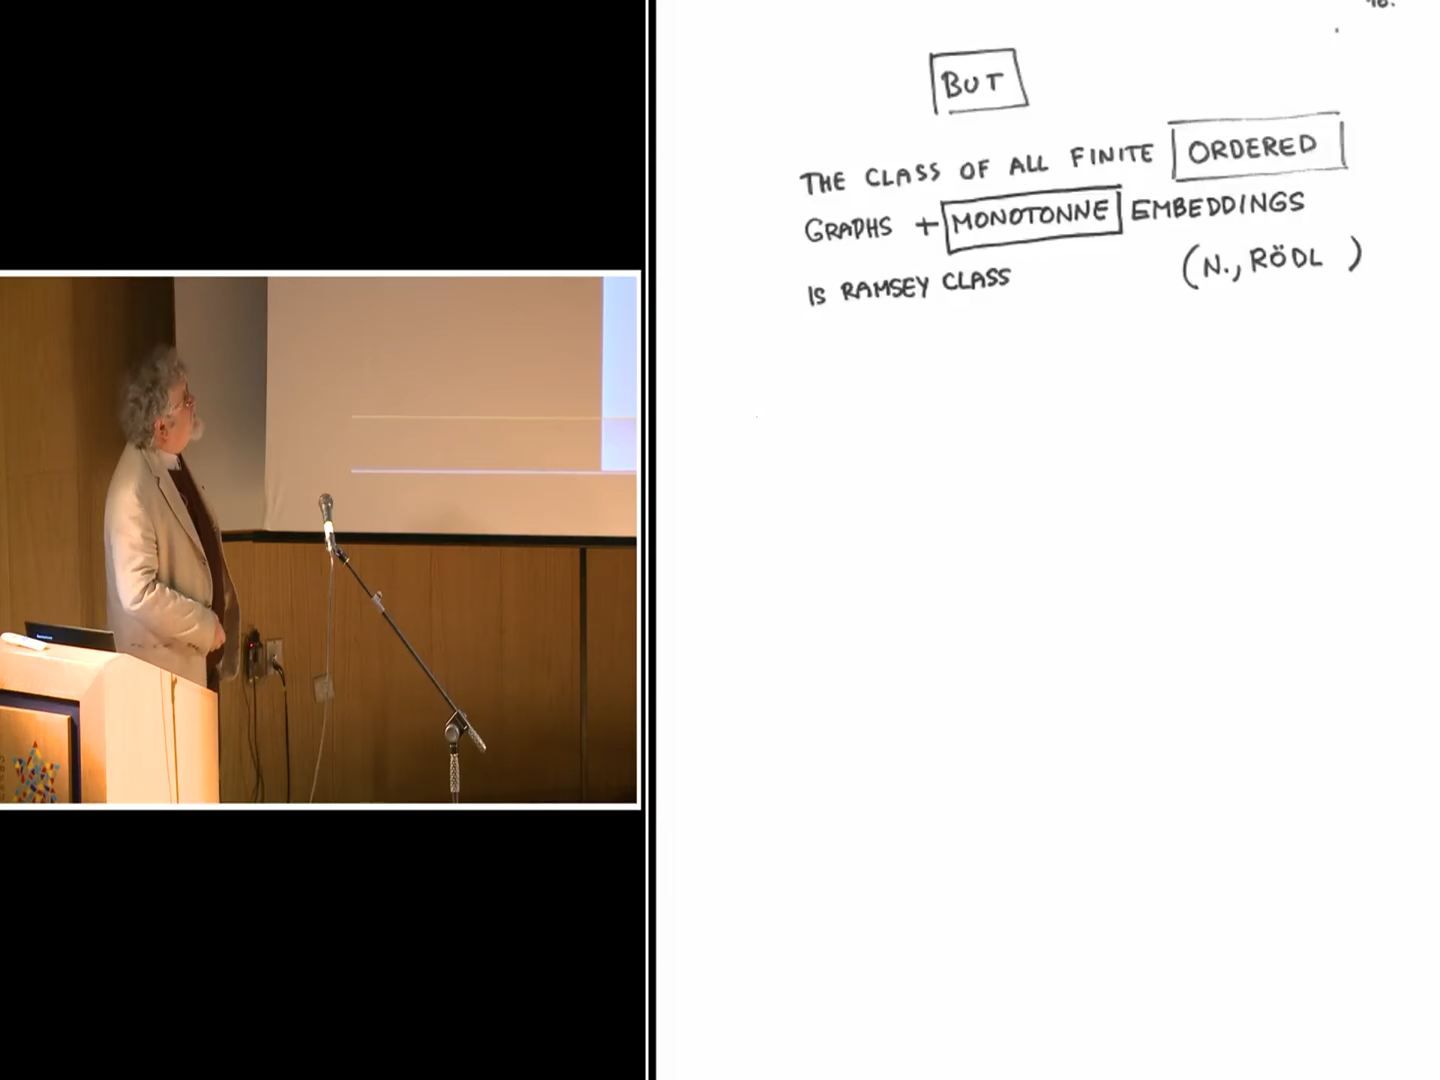 BUT
THE CLASS OF ALL FINITE ORDERED
GRAPHS + MONOTONNE EMBEDDINGS
IS RAMSEY CLASS (N., RÖDL )